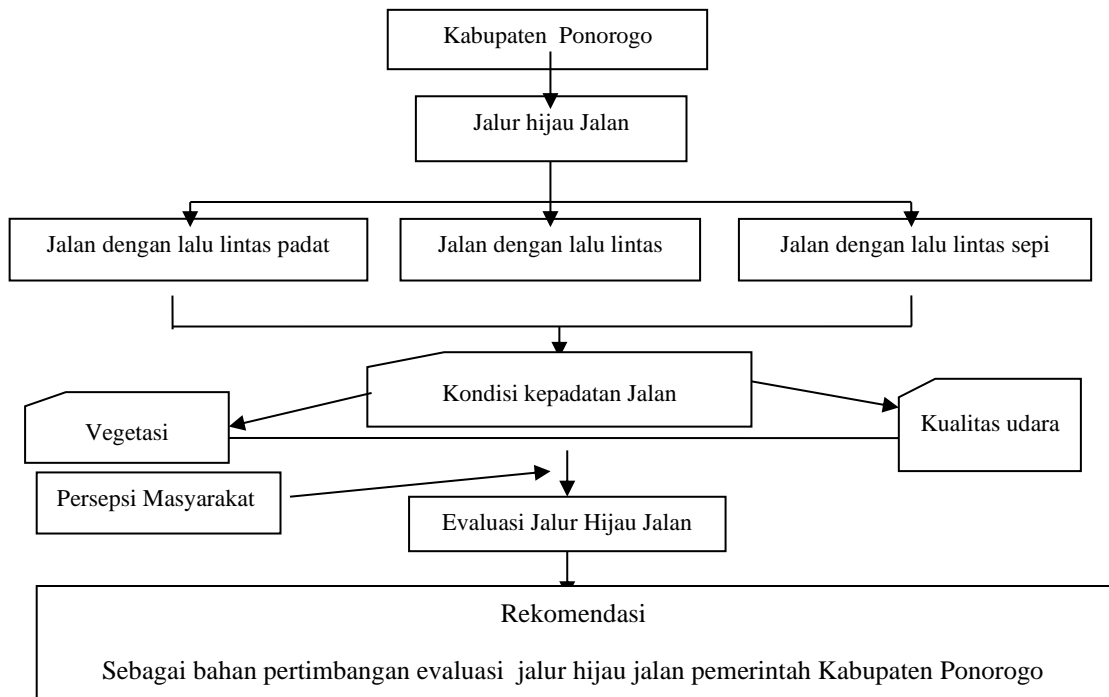 Kabupaten Ponorogo
Jalur hijau Jalan
Jalan dengan lalu lintas padat
Jalan dengan lalu lintas
Jalan dengan lalu lintas sepi
Kondisi kepadatan Jalan
Vegetasi
Kualitas udara
Persepsi Masyarakat
Evaluasi Jalur Hijau Jalan
Rekomendasi
Sebagai bahan pertimbangan evaluasi jalur hijau jalan pemerintah Kabupaten Ponorogo